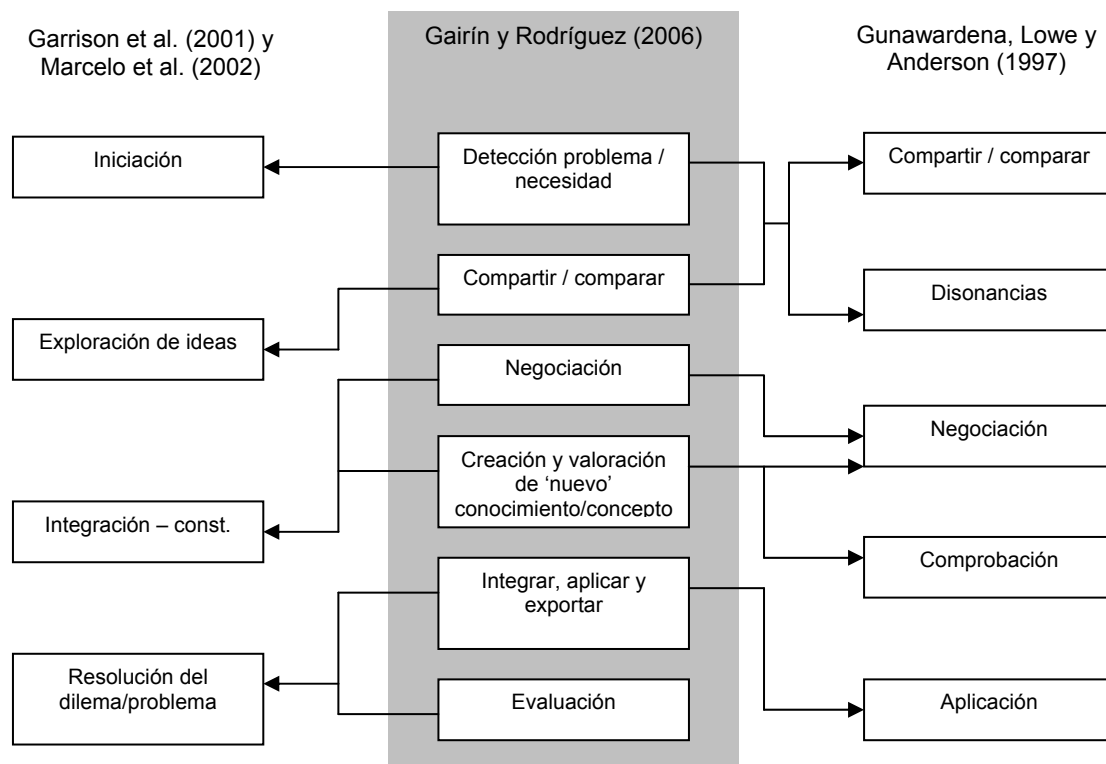 Garrison et al. (2001) y
Marcelo et al. (2002)
Gairín y Rodríguez (2006)
Gunawardena, Lowe y
Anderson (1997)
Iniciación
Detección problema /
necesidad
Compartir / comparar
Compartir / comparar
Disonancias
Exploración de ideas
Negociación
Negociación
Creación y valoración
de ‘nuevo’
conocimiento/concepto
Integración – const.
Comprobación
Integrar, aplicar y
exportar
Resolución del
dilema/problema
Evaluación
Aplicación